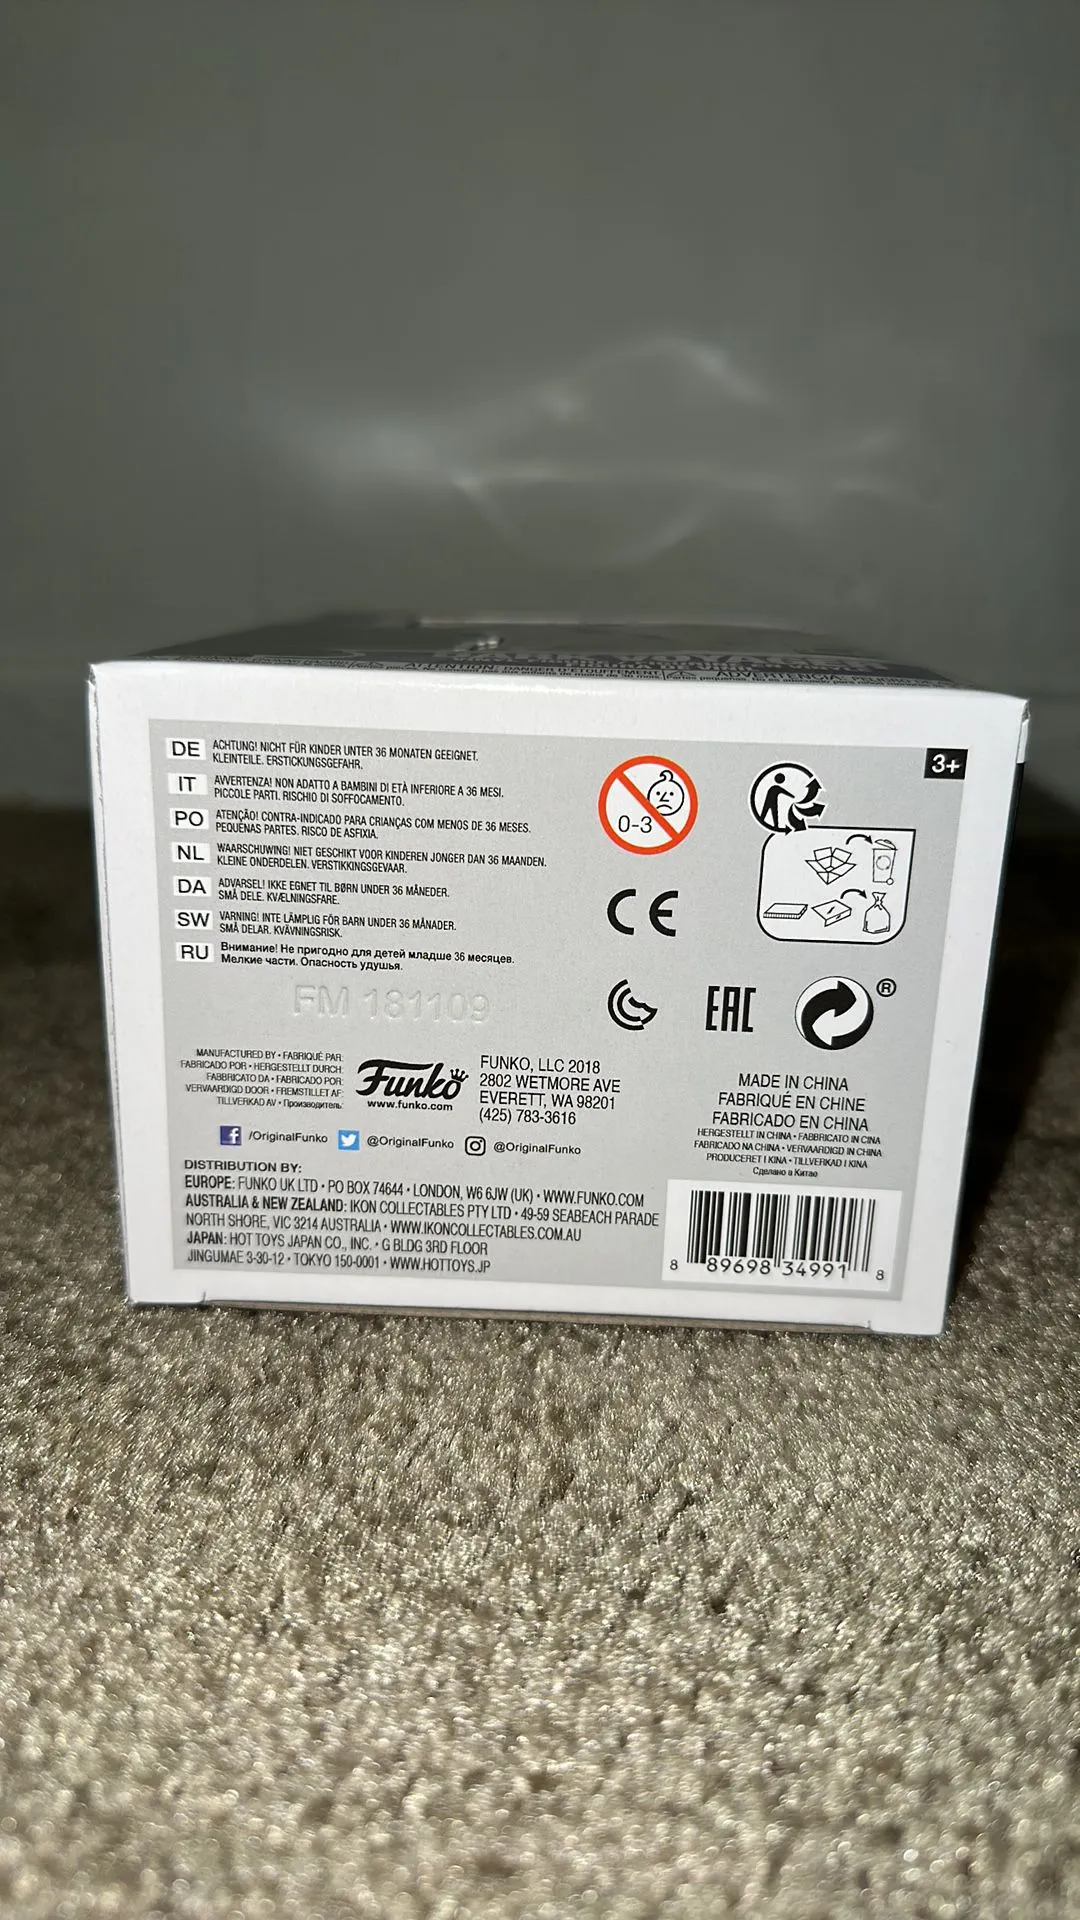 ATTENTION: DANGER D'ÉTOUFFEMENT
3+
DE ACHTUNG! NICHT FÜR KINDER UNTER 36 MONATEN GEEIGNET.
KLEINTEILE. ERSTICKUNGSGEFAHR.
IT AVVERTENZA! NON ADATTO A BAMBINI DI ETÀ INFERIORE A 36 MESI.
PICCOLE PARTI. RISCHIO DI SOFFOCAMENTO.
PO ATENÇÃO! CONTRA-INDICADO PARA CRIANÇAS COM MENOS DE 36 MESES.
PEQUENAS PARTES. RISCO DE ASFIXIA.
NL WAARSCHUWING! NIET GESCHIKT VOOR KINDEREN JONGER DAN 36 MAANDEN.
KLEINE ONDERDELEN. VERSTIKKINGSGEVAAR.
DA ADVARSEL! IKKE EGNET TIL BØRN UNDER 36 MÅNEDER.
SMÅ DELE. KVÆLNINGSFARE.
SW VARNING! INTE LÄMPLIG FÖR BARN UNDER 36 MÅNADER.
SMÅ DELAR. KVÄVNINGSRISK.
RU Внимание! Не пригодно для детей младше 36 месяцев.
Мелкие части. Опасность удушья.
0-3
CE
EAC
®
FM 181109
MANUFACTURED BY • FABRIQUÉ PAR:
FABRICADO POR • HERGESTELLT DURCH:
FABBRICATO DA • FABRICADO POR:
VERVAARDIGD DOOR • FREMSTILLET AF:
TILLVERKAD AV • Производитель:
Funko
www.funko.com
FUNKO, LLC 2018
2802 WETMORE AVE
EVERETT, WA 98201
(425) 783-3616
/OriginalFunko @OriginalFunko @OriginalFunko
MADE IN CHINA
FABRIQUÉ EN CHINE
FABRICADO EN CHINA
HERGESTELLT IN CHINA • FABBRICATO IN CINA
FABRICADO NA CHINA • VERVAARDIGD IN CHINA
PRODUCERET I KINA • TILLVERKAD I KINA
Сделано в Китае
DISTRIBUTION BY:
EUROPE: FUNKO UK LTD • PO BOX 74644 • LONDON, W6 6JW (UK) • WWW.FUNKO.COM
AUSTRALIA & NEW ZEALAND: IKON COLLECTABLES PTY LTD • 49-59 SEABEACH PARADE
NORTH SHORE, VIC 3214 AUSTRALIA • WWW.IKONCOLLECTABLES.COM.AU
JAPAN: HOT TOYS JAPAN CO., INC. • G BLDG 3RD FLOOR
JINGUMAE 3-30-12 • TOKYO 150-0001 • WWW.HOTTOYS.JP
8 89698 34991 8